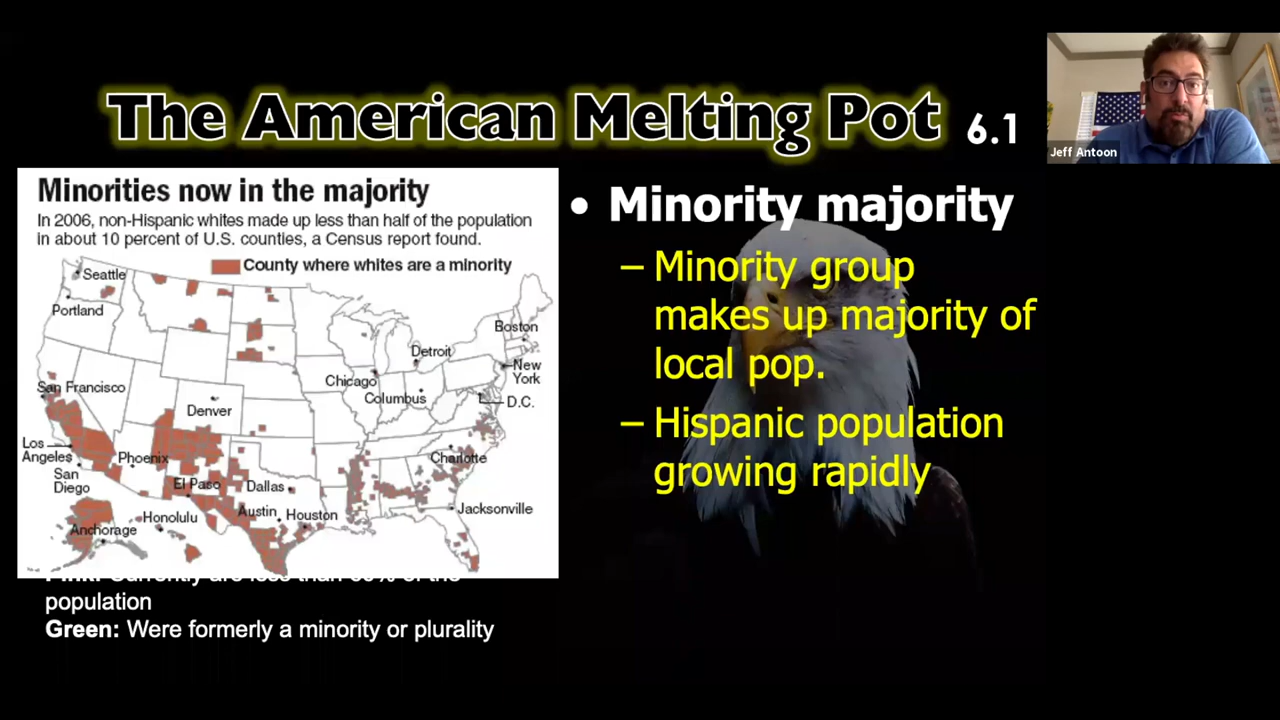 The American Melting Pot 6.1
Jeff Antoon
Minorities now in the majority
In 2006, non-Hispanic whites made up less than half of the population
in about 10 percent of U.S. counties, a Census report found.
County where whites are a minority
Seattle
Portland
Boston
Detroit
New
York
San Francisco
Chicago
Columbus
D.C.
Denver
Los
Angeles
Phoenix
Charlotte
San
Diego
El Paso
Dallas
Austin
Houston
Jacksonville
Honolulu
Anchorage
population
Green: Were formerly a minority or plurality
• Minority majority
– Minority group
makes up majority of
local pop.
– Hispanic population
growing rapidly